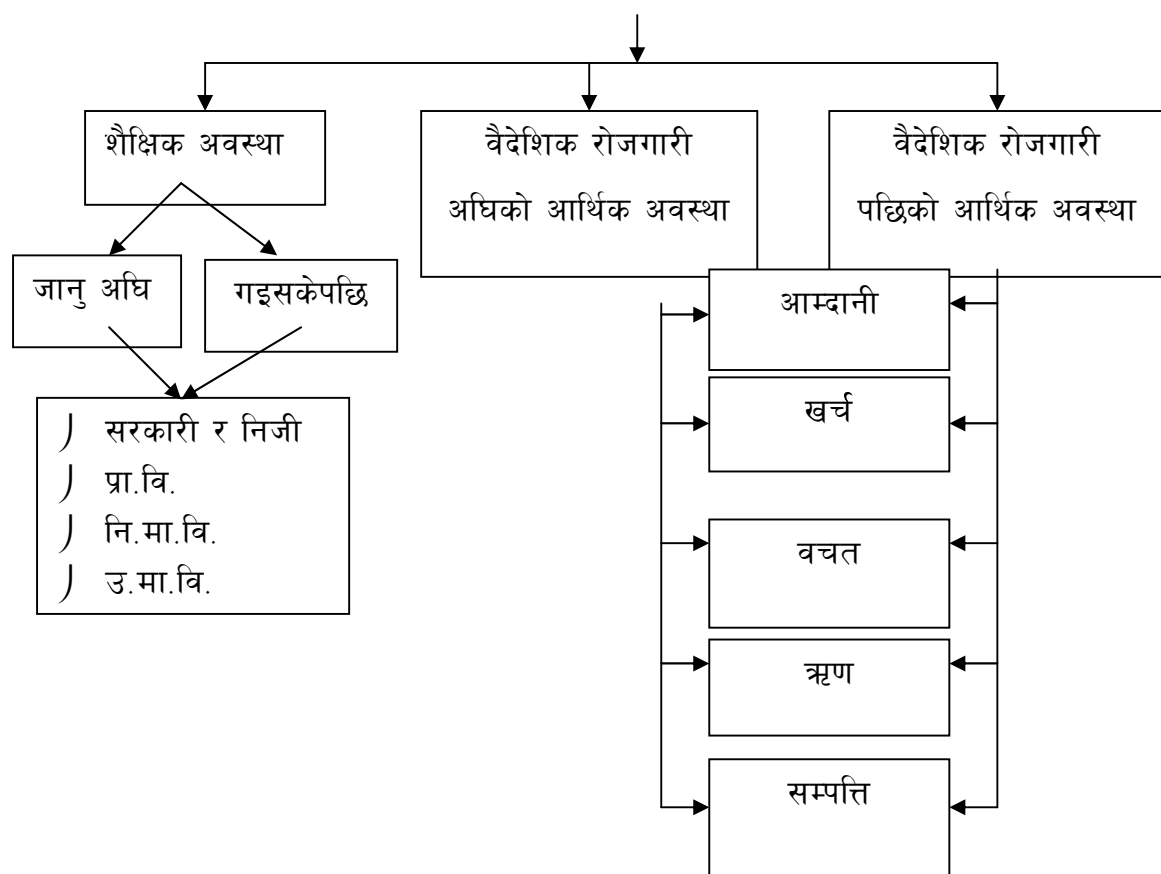 शैक्षिक अवस्था
वैदेशिक रोजगारी
अघिको आर्थिक अवस्था
वैदेशिक रोजगारी
पछिको आर्थिक अवस्था
जानु अघि
गइसकेपछि
सरकारी र निजी
प्रा.वि.
नि.मा.वि.
उ.मा.वि.
आम्दानी
खर्च
वचत
ऋण
सम्पत्ति